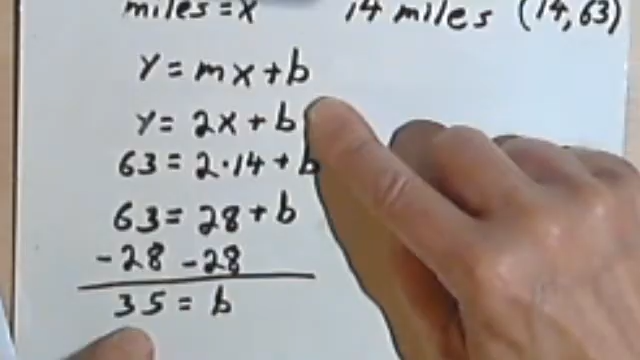 miles = x 14 miles (14,63)
y = mx + b
y = 2x + b
63 = 2·14 + b
63 = 28 + b
-28 -28
35 = b